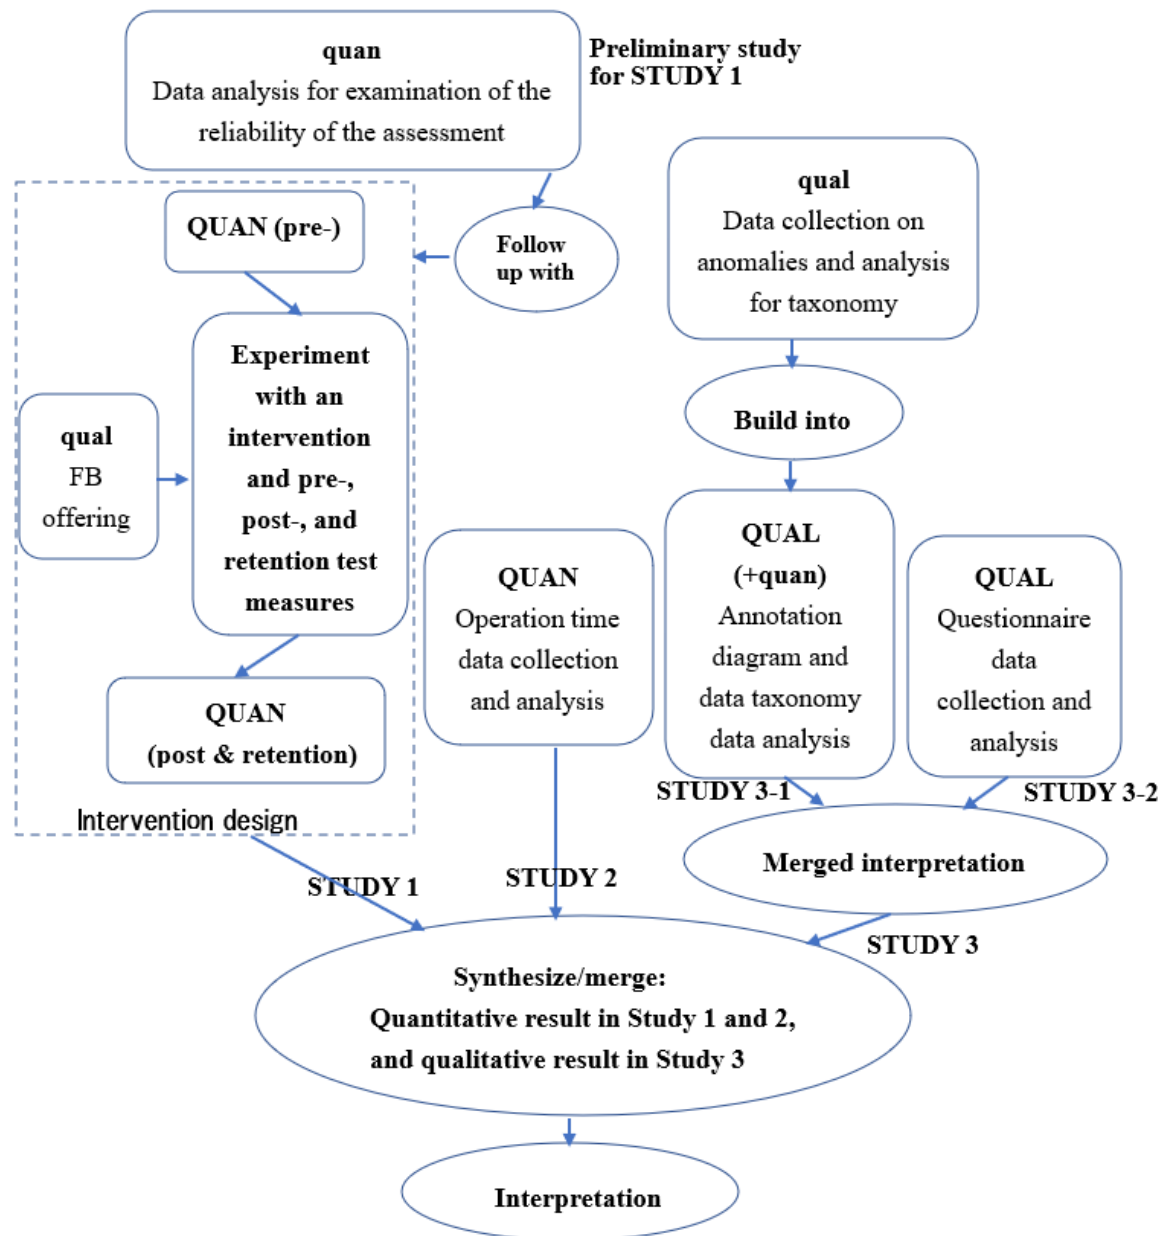 quan
Data analysis for examination of the
reliability of the assessment
Preliminary study
for STUDY 1
QUAN (pre-)
Follow
up with
qual
Data collection on
anomalies and analysis
for taxonomy
Experiment
with an
intervention
and pre-,
post-, and
retention test
measures
qual
FB
offering
Build into
QUAN
(post & retention)
Intervention design
QUAN
Operation time
data collection
and analysis
QUAL
(+quan)
Annotation
diagram and
data taxonomy
data analysis
QUAL
Questionnaire
data
collection and
analysis
STUDY 3-1
STUDY 3-2
Merged interpretation
STUDY 1
STUDY 2
STUDY 3
Synthesize/merge:
Quantitative result in Study 1 and 2,
and qualitative result in Study 3
Interpretation